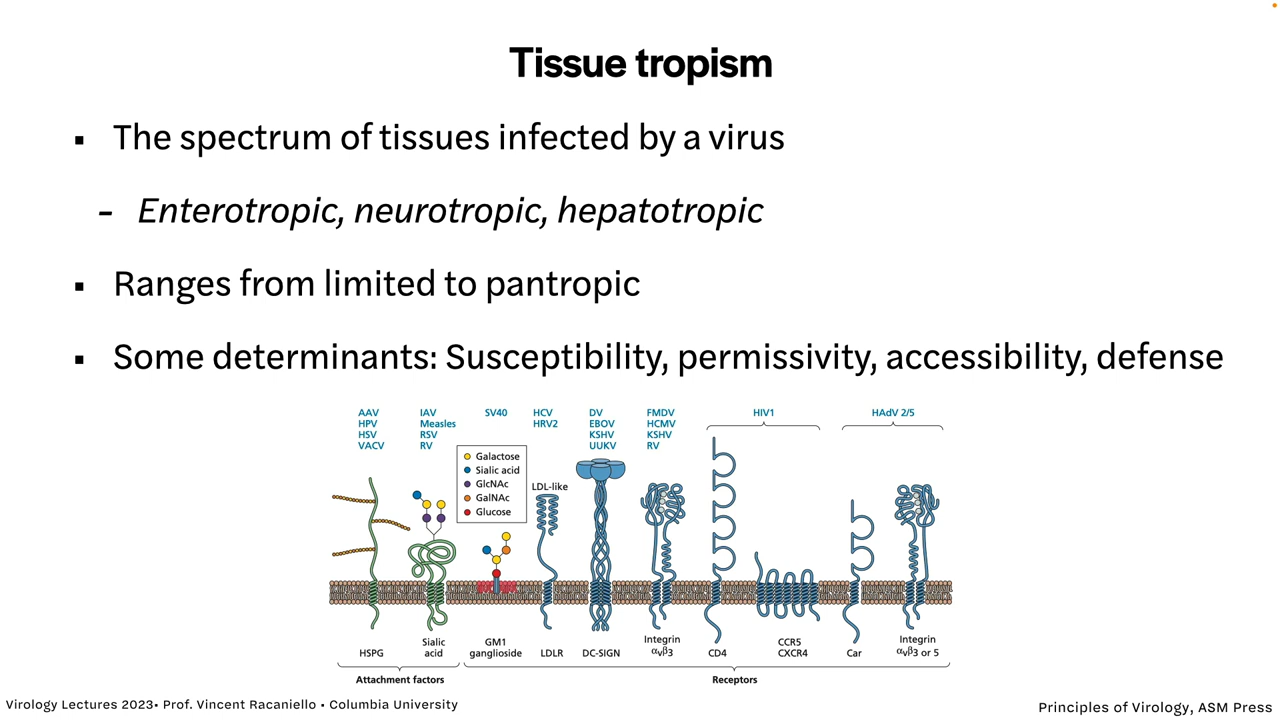 Tissue tropism
▪ The spectrum of tissues infected by a virus
- Enterotropic, neurotropic, hepatotropic
▪ Ranges from limited to pantropic
▪ Some determinants: Susceptibility, permissivity, accessibility, defense
AAV
HPV
HSV
VACV
IAV
Measles
RSV
RV
SV40
HCV
HRV2
DV
EBOV
KSHV
UUKV
FMDV
HCMV
KSHV
RV
HIV1
HAdV 2/5
Galactose
Sialic acid
GlcNAc
GalNAc
Glucose
LDL-like
HSPG
Sialic
acid
GM1
ganglioside
LDLR
DC-SIGN
Integrin
αvβ3
CD4
CCR5
CXCR4
Car
Integrin
αvβ3 or 5
Attachment factors
Receptors
Virology Lectures 2023• Prof. Vincent Racaniello • Columbia University
Principles of Virology, ASM Press